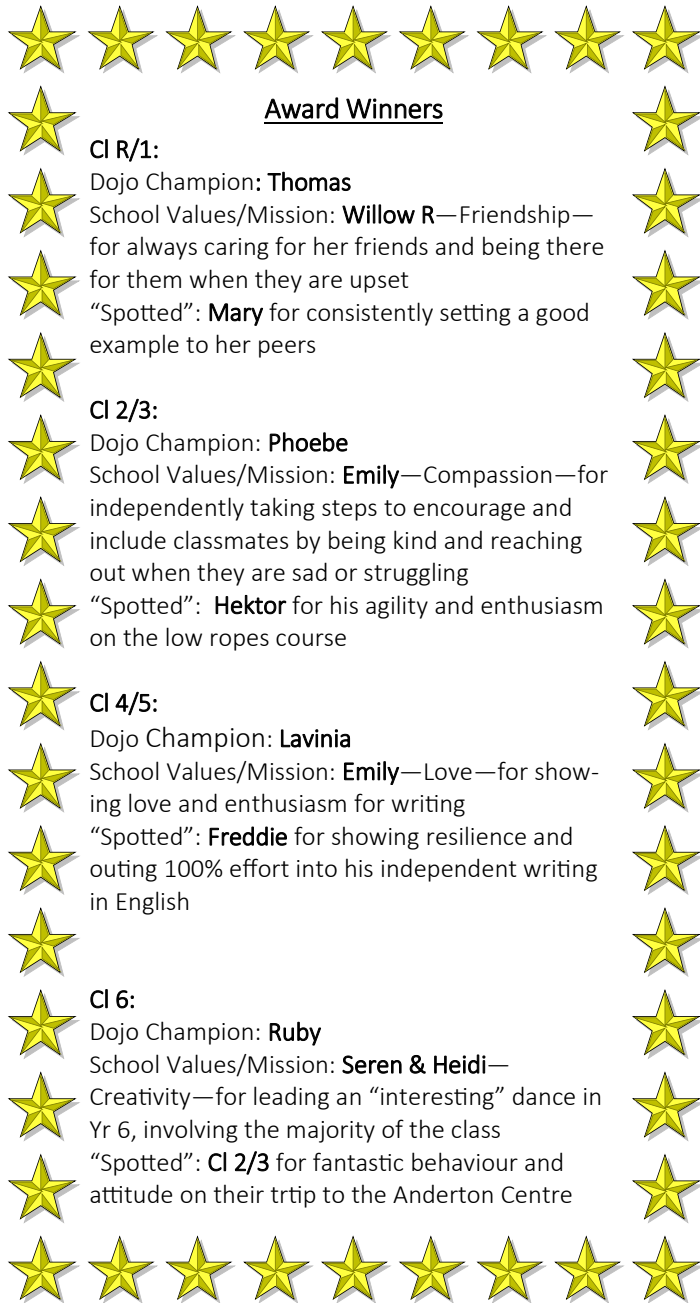 Award Winners
Cl R/1:
Dojo Champion: Thomas
School Values/Mission: Willow R—Friendship—
for always caring for her friends and being there
for them when they are upset
“Spotted”: Mary for consistently setting a good
example to her peers
Cl 2/3:
Dojo Champion: Phoebe
School Values/Mission: Emily—Compassion—for
independently taking steps to encourage and
include classmates by being kind and reaching
out when they are sad or struggling
“Spotted”:  Hektor for his agility and enthusiasm
on the low ropes course
Cl 4/5:
Dojo Champion: Lavinia
School Values/Mission: Emily—Love—for show-
ing love and enthusiasm for writing
“Spotted”: Freddie for showing resilience and
outing 100% effort into his independent writing
in English
Cl 6:
Dojo Champion: Ruby
School Values/Mission: Seren & Heidi—
Creativity—for leading an “interesting” dance in
Yr 6, involving the majority of the class
“Spotted”: Cl 2/3 for fantastic behaviour and
attitude on their trtip to the Anderton Centre